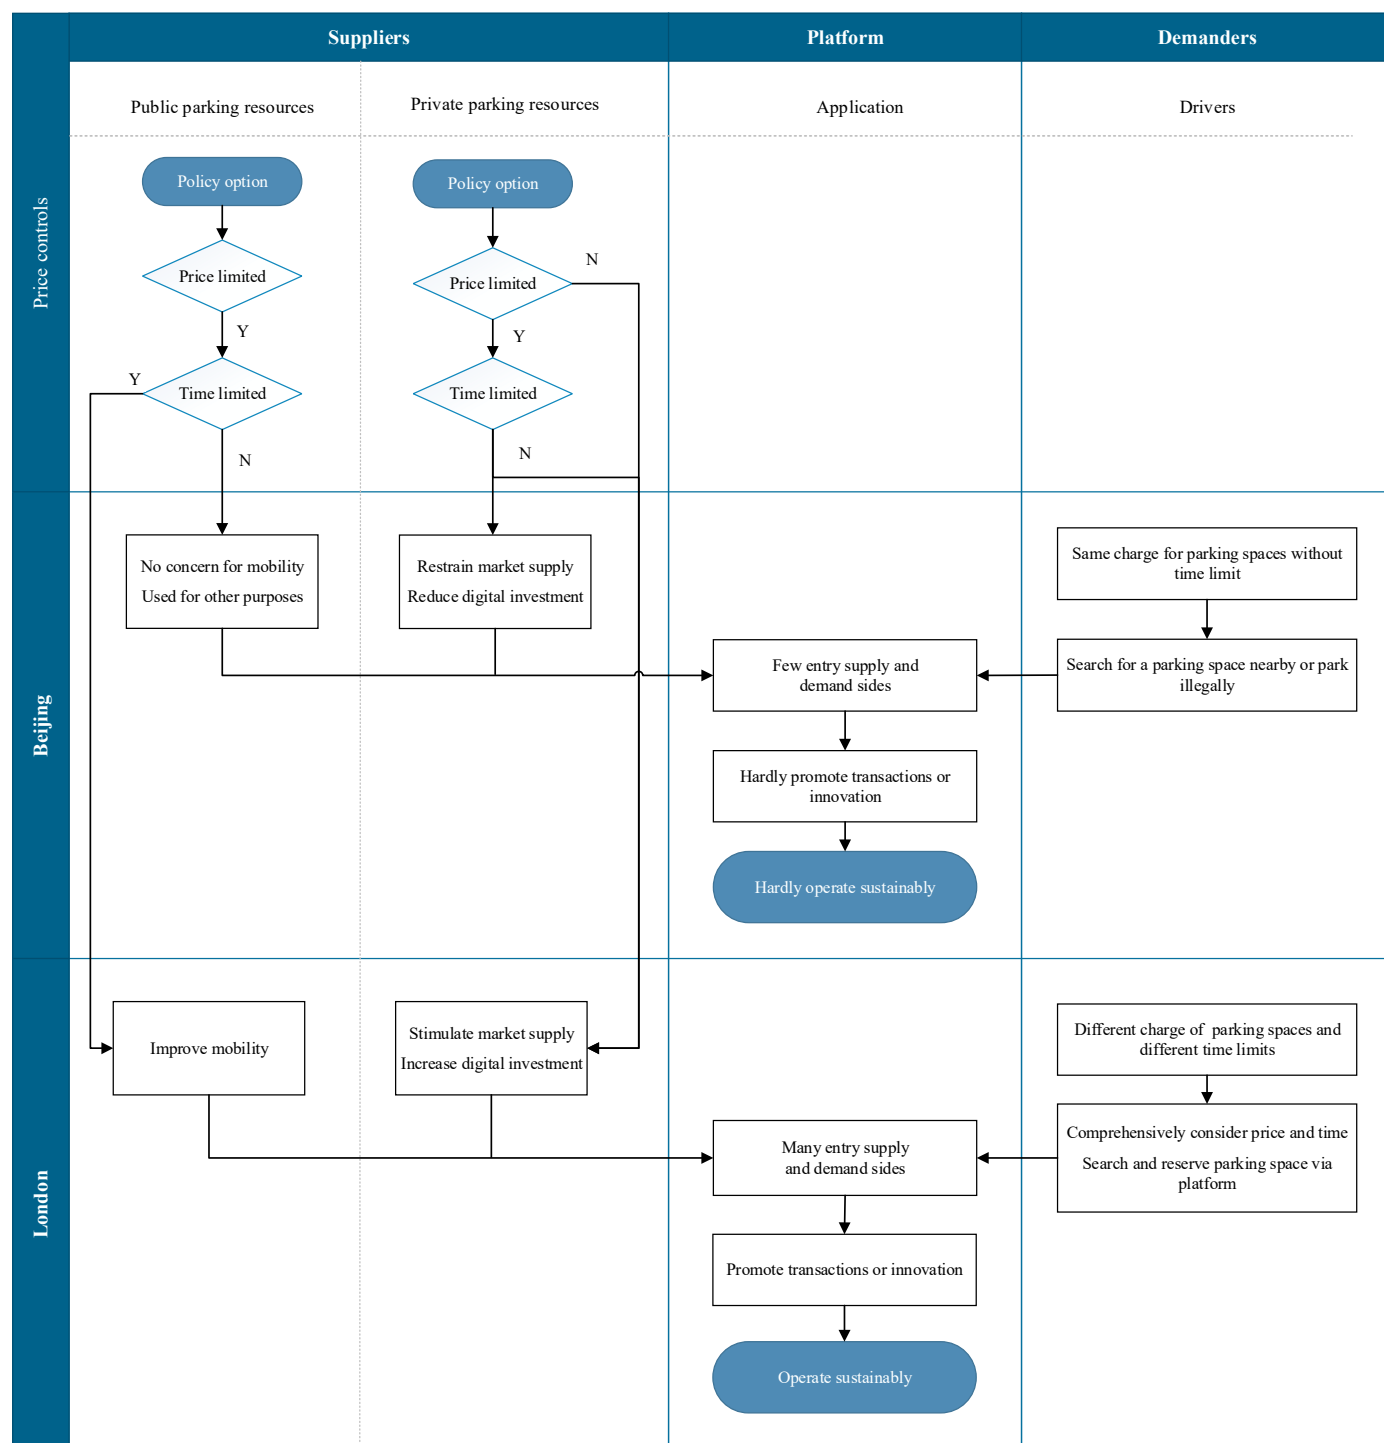 Suppliers
Platform
Demanders
Public parking resources
Private parking resources
Application
Drivers
Price controls
Policy option
Policy option
Price limited
Price limited
N
Y
Y
Y
Time limited
Time limited
N
N
Beijing
No concern for mobility
Used for other purposes
Restrain market supply
Reduce digital investment
Same charge for parking spaces without
time limit
Few entry supply and
demand sides
Search for a parking space nearby or park
illegally
Hardly promote transactions or
innovation
Hardly operate sustainably
London
Improve mobility
Stimulate market supply
Increase digital investment
Different charge of parking spaces and
different time limits
Many entry supply
and demand sides
Comprehensively consider price and time
Search and reserve parking space via
platform
Promote transactions or innovation
Operate sustainably